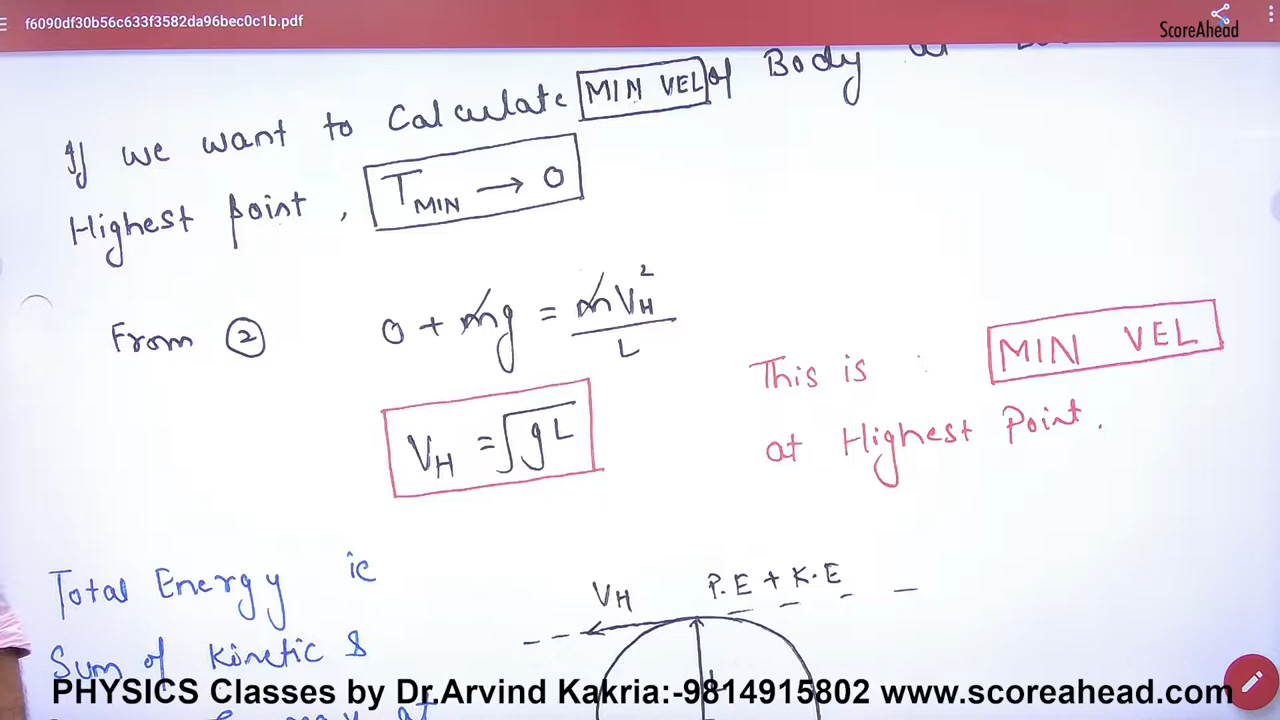 f6090df30b56c633f3582da96bec0c1b.pdf
ScoreAhead
If we want to Calculate MIN VEL of Body
Highest point, T_MIN → 0
From ② 0 + mg = mV_H² / L
This is MIN VEL
V_H = √gL
at Highest Point.
Total Energy ie
V_H P.E + K.E
Sum of Kinetic &
PHYSICS Classes by Dr.Arvind Kakria:-9814915802 www.scoreahead.com
at